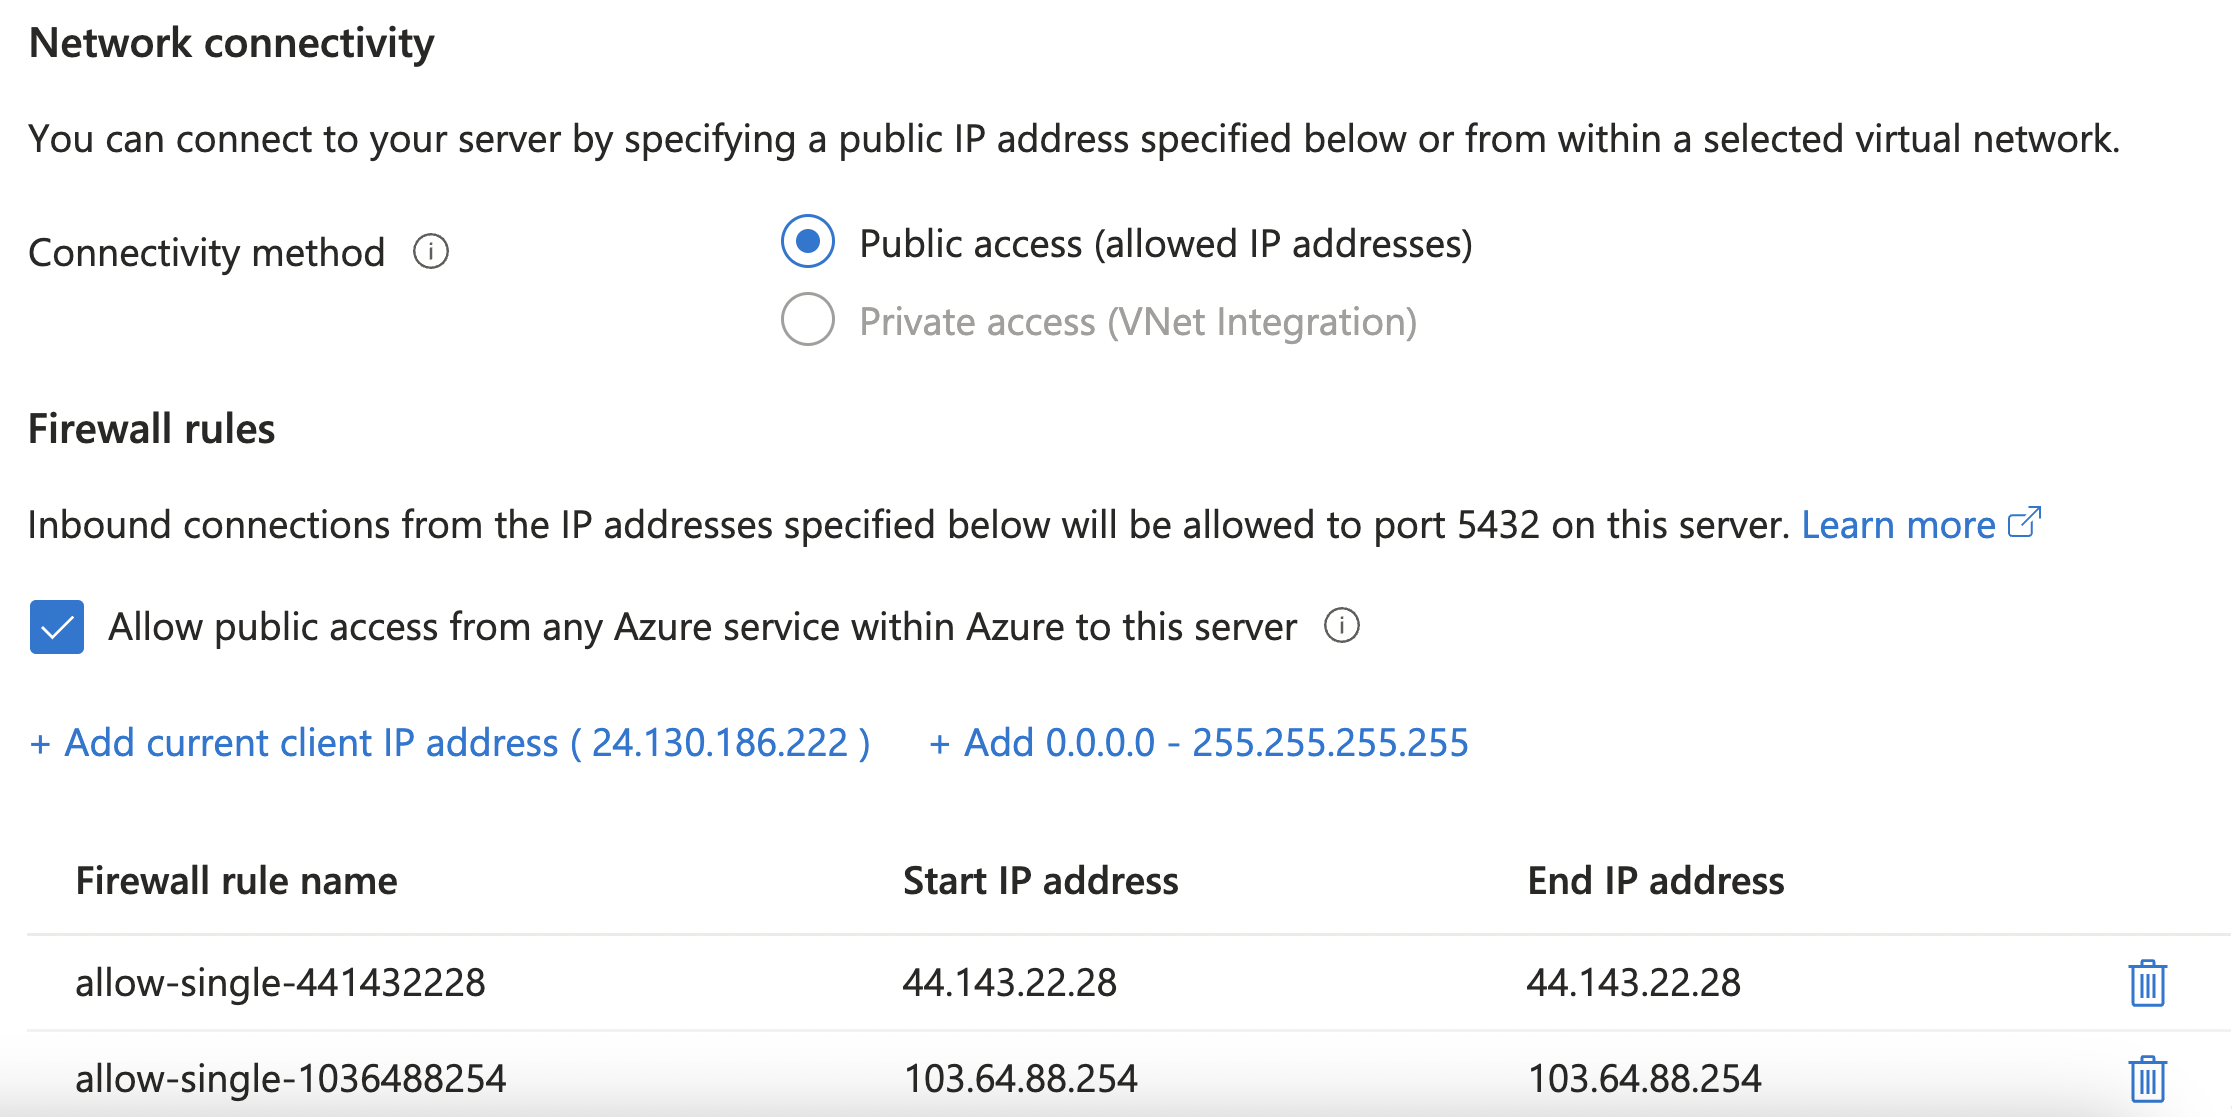 Network connectivity
You can connect to your server by specifying a public IP address specified below or from within a selected virtual network.
Connectivity method
Public access (allowed IP addresses)
Private access (VNet Integration)
Firewall rules
Inbound connections from the IP addresses specified below will be allowed to port 5432 on this server. Learn more
Allow public access from any Azure service within Azure to this server
+ Add current client IP address ( 24.130.186.222 ) + Add 0.0.0.0 - 255.255.255.255
Firewall rule name Start IP address End IP address
allow-single-441432228 44.143.22.28 44.143.22.28
allow-single-1036488254 103.64.88.254 103.64.88.254